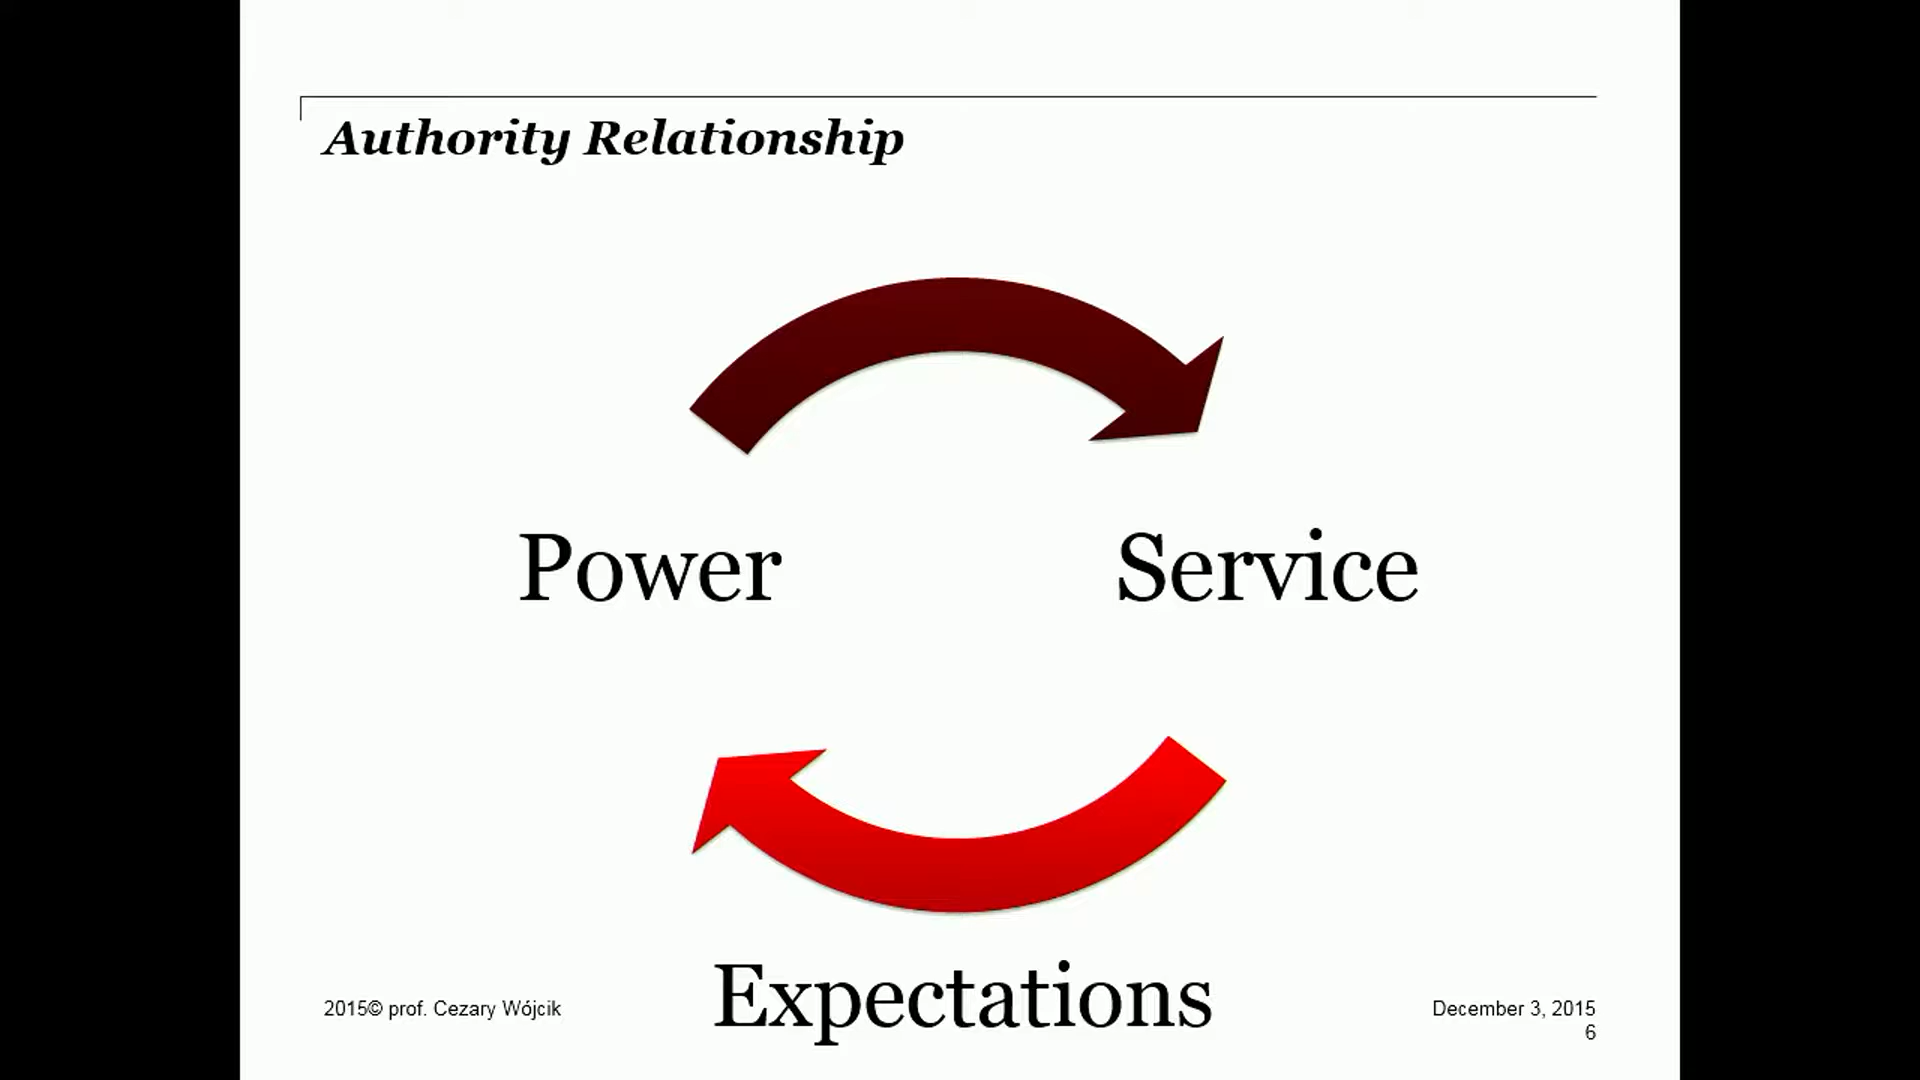 Authority Relationship
Power
Service
Expectations
2015© prof. Cezary Wójcik
December 3, 2015
6